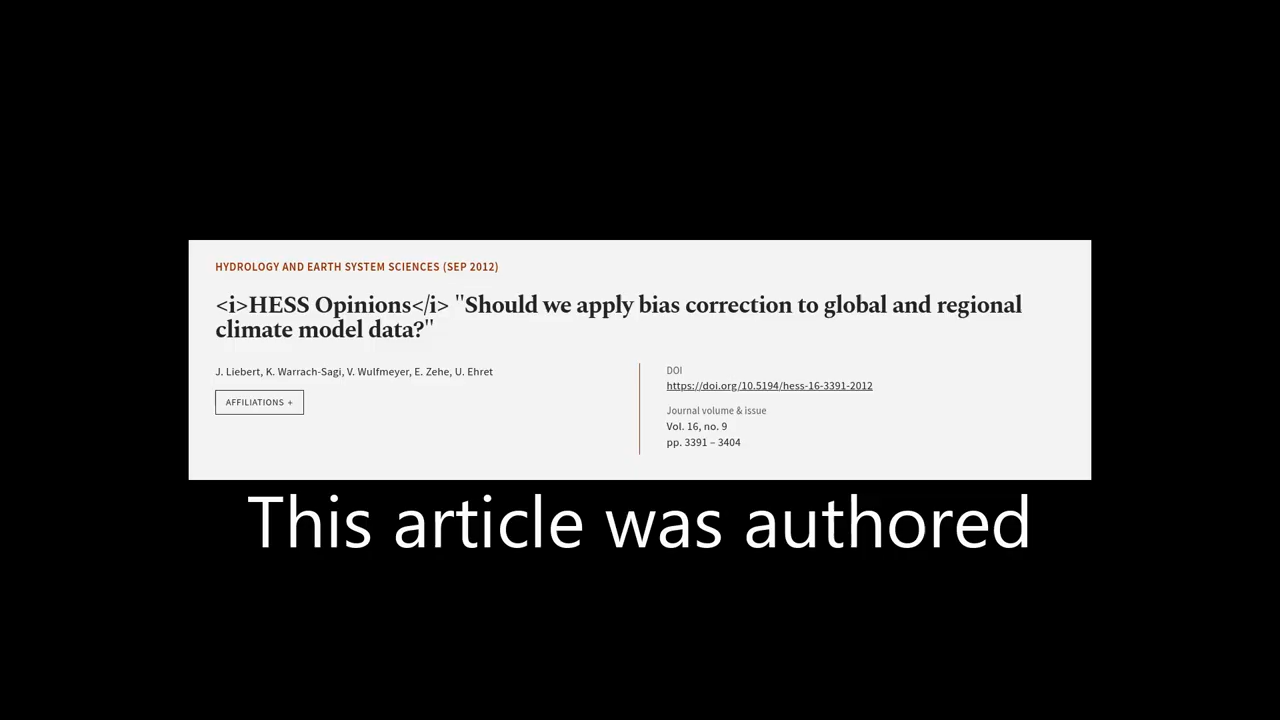 HYDROLOGY AND EARTH SYSTEM SCIENCES (SEP 2012)
<i>HESS Opinions</i> "Should we apply bias correction to global and regional
climate model data?"
J. Liebert, K. Warrach-Sagi, V. Wulfmeyer, E. Zehe, U. Ehret
AFFILIATIONS +
DOI
https://doi.org/10.5194/hess-16-3391-2012
Journal volume & issue
Vol. 16, no. 9
pp. 3391 – 3404
This article was authored